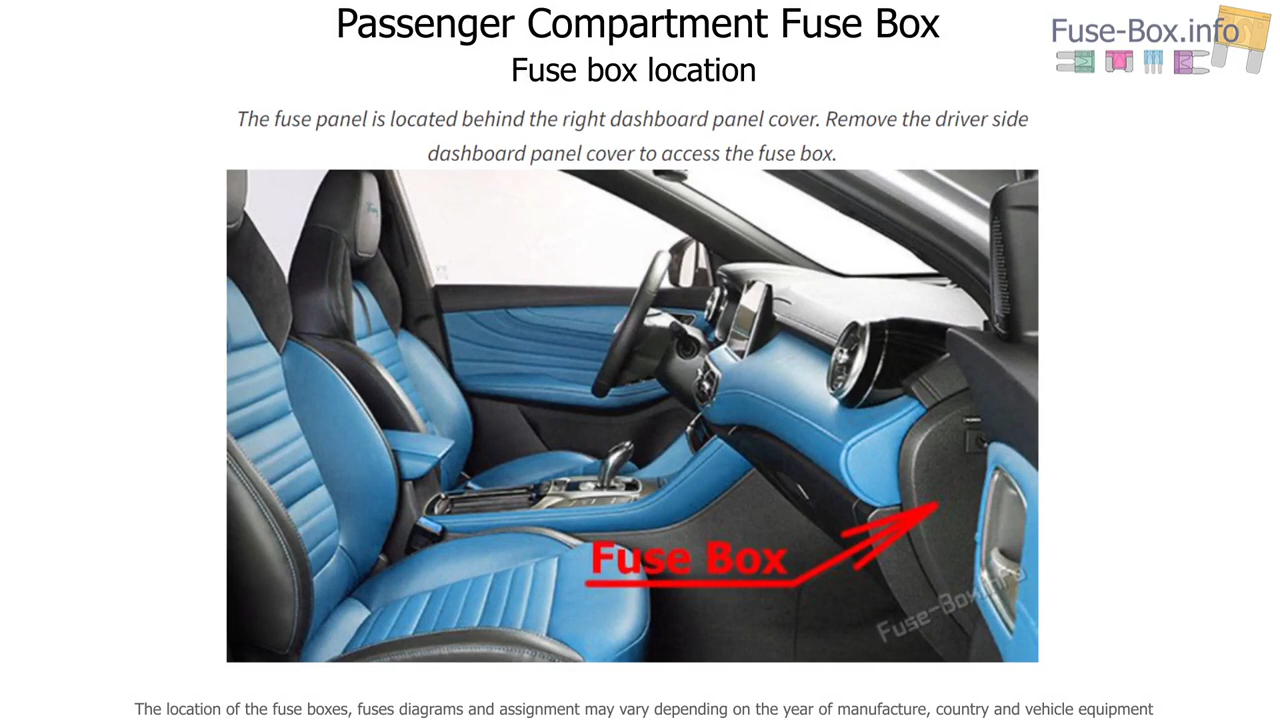 Passenger Compartment Fuse Box
Fuse-Box.info
Fuse box location
The fuse panel is located behind the right dashboard panel cover. Remove the driver side
dashboard panel cover to access the fuse box.
Fuse Box
Fuse-Box.info
The location of the fuse boxes, fuses diagrams and assignment may vary depending on the year of manufacture, country and vehicle equipment